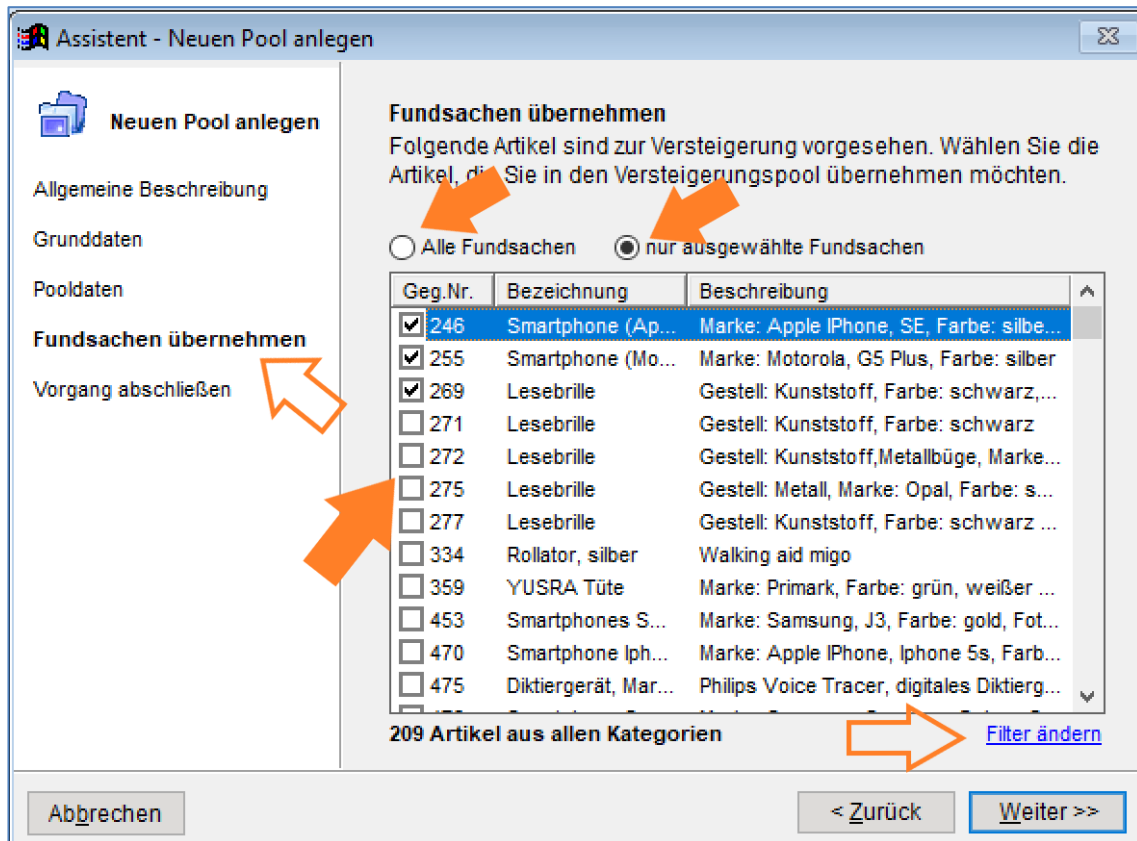 Assistent - Neuen Pool anlegen
Neuen Pool anlegen
Allgemeine Beschreibung
Grunddaten
Pooldaten
Fundsachen übernehmen
Vorgang abschließen
Fundsachen übernehmen
Folgende Artikel sind zur Versteigerung vorgesehen. Wählen Sie die
Artikel, die Sie in den Versteigerungspool übernehmen möchten.
Alle Fundsachen nur ausgewählte Fundsachen
Geg.Nr. Bezeichnung Beschreibung
246 Smartphone (Ap... Marke: Apple IPhone, SE, Farbe: silbe...
255 Smartphone (Mo... Marke: Motorola, G5 Plus, Farbe: silber
269 Lesebrille Gestell: Kunststoff, Farbe: schwarz,...
271 Lesebrille Gestell: Kunststoff, Farbe: schwarz
272 Lesebrille Gestell: Kunststoff,Metallbüge, Marke...
275 Lesebrille Gestell: Metall, Marke: Opal, Farbe: s...
277 Lesebrille Gestell: Kunststoff, Farbe: schwarz ...
334 Rollator, silber Walking aid migo
359 YUSRA Tüte Marke: Primark, Farbe: grün, weißer ...
453 Smartphones S... Marke: Samsung, J3, Farbe: gold, Fot...
470 Smartphone Iph... Marke: Apple IPhone, Iphone 5s, Farb...
475 Diktiergerät, Mar... Philips Voice Tracer, digitales Diktierg...
209 Artikel aus allen Kategorien Filter ändern
Abbrechen < Zurück Weiter >>